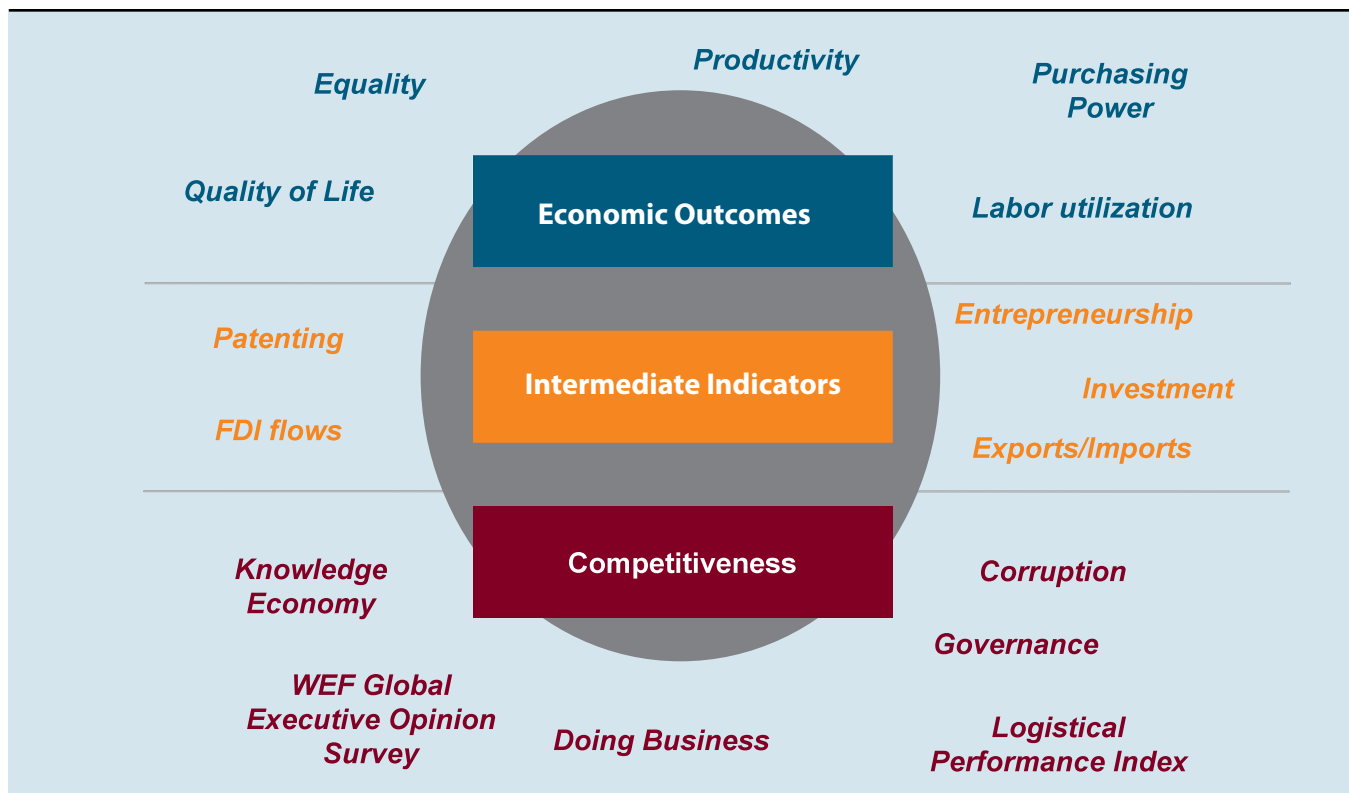 Productivity
Equality
Purchasing
Power
Quality of Life
Economic Outcomes
Labor utilization
Patenting
FDI flows
Intermediate Indicators
Entrepreneurship
Investment
Exports/Imports
Knowledge
Economy
Competitiveness
Corruption
Governance
WEF Global
Executive Opinion
Survey
Doing Business
Logistical
Performance Index